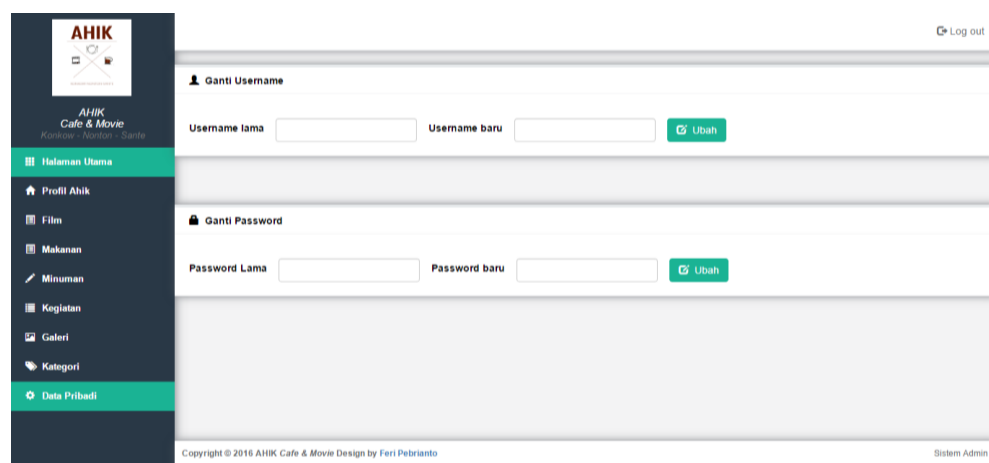 AHIK
AHIK
Cafe & Movie
Konkow - Nonton - Sante
Halaman Utama
Profil Ahik
Film
Makanan
Minuman
Kegiatan
Galeri
Kategori
Data Pribadi
Log out
Ganti Username
Username lama Username baru Ubah
Ganti Password
Password Lama Password baru Ubah
Copyright © 2016 AHIK Cafe & Movie Design by Feri Pebrianto Sistem Admin